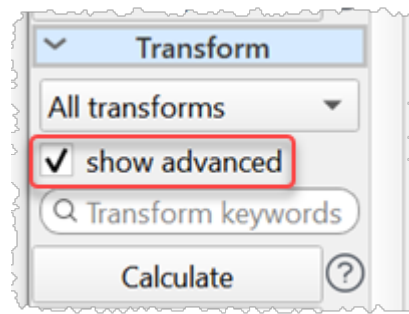 Transform
All transforms
show advanced
Transform keywords
Calculate
?